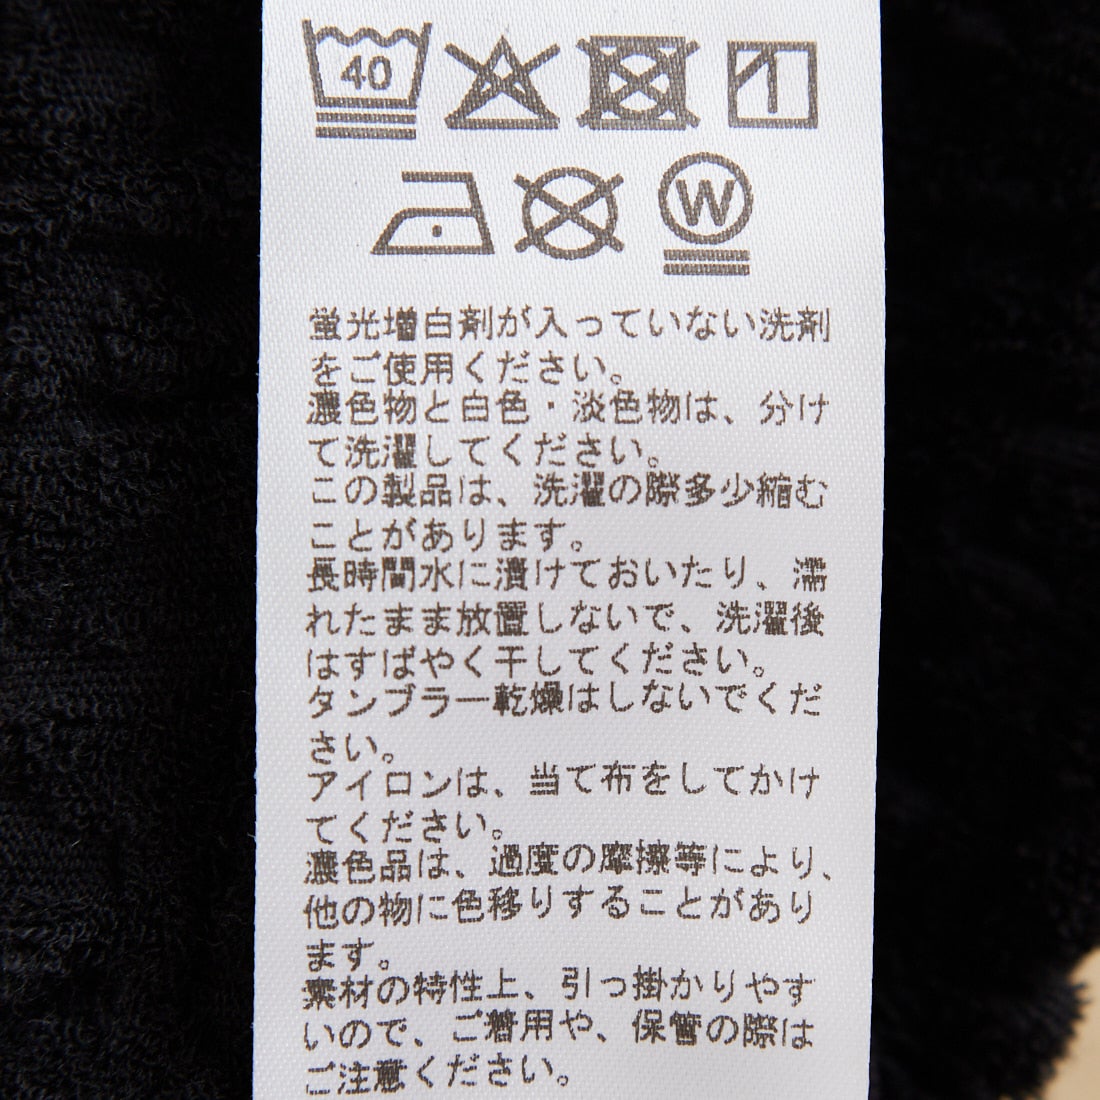 40
W
蛍光増白剤が入っていない洗剤
をご使用ください。
濃色物と白色・淡色物は、分け
て洗濯してください。
この製品は、洗濯の際多少縮む
ことがあります。
長時間水に漬けておいたり、濡
れたまま放置しないで、洗濯後
はすばやく干してください。
タンブラー乾燥はしないでくだ
さい。
アイロンは、当て布をしてかけ
てください。
濃色品は、過度の摩擦等により、
他の物に色移りすることがあり
ます。
素材の特性上、引っ掛かりやす
いので、ご着用や、保管の際は
ご注意ください。